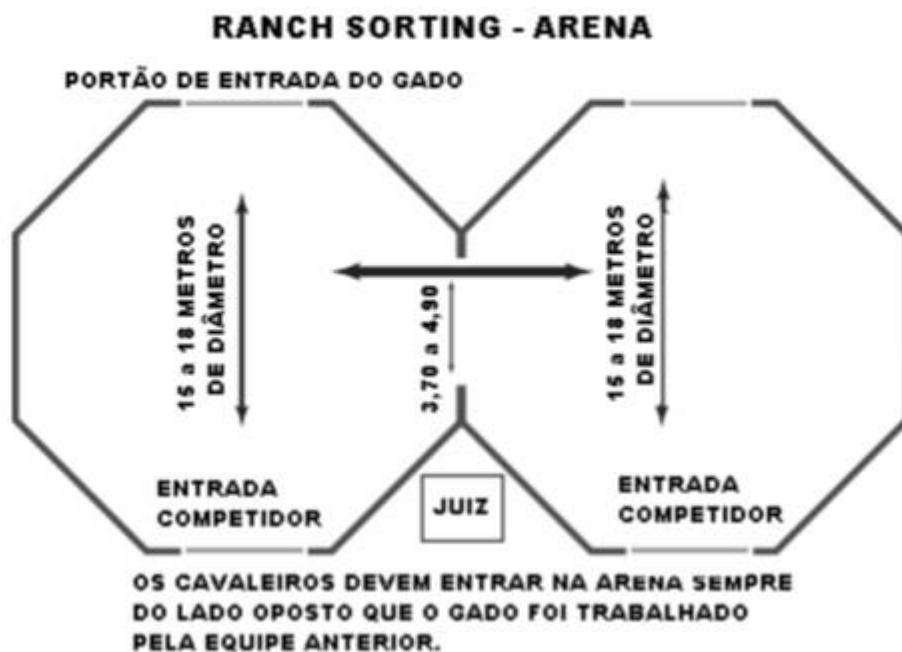 RANCH SORTING - ARENA
PORTÃO DE ENTRADA DO GADO
15 a 18 METROS
DE DIÂMETRO
3,70 a 4,90
15 a 18 METROS
DE DIÂMETRO
ENTRADA
COMPETIDOR
JUIZ
ENTRADA
COMPETIDOR
OS CAVALEIROS DEVEM ENTRAR NA ARENA SEMPRE
DO LADO OPOSTO QUE O GADO FOI TRABALHADO
PELA EQUIPE ANTERIOR.